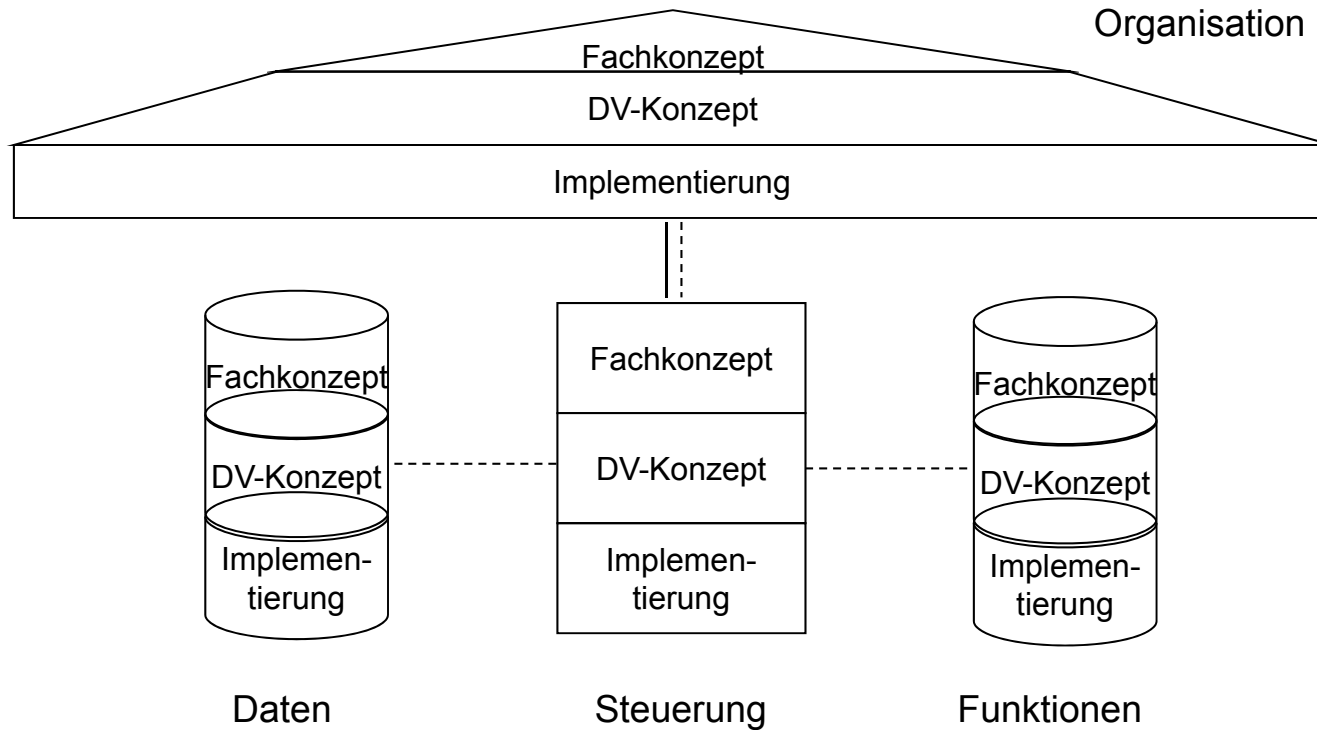 Organisation
Fachkonzept
DV-Konzept
Implementierung
Fachkonzept
DV-Konzept
Implemen-
tierung
Fachkonzept
DV-Konzept
Implemen-
tierung
Fachkonzept
DV-Konzept
Implemen-
tierung
Daten
Steuerung
Funktionen